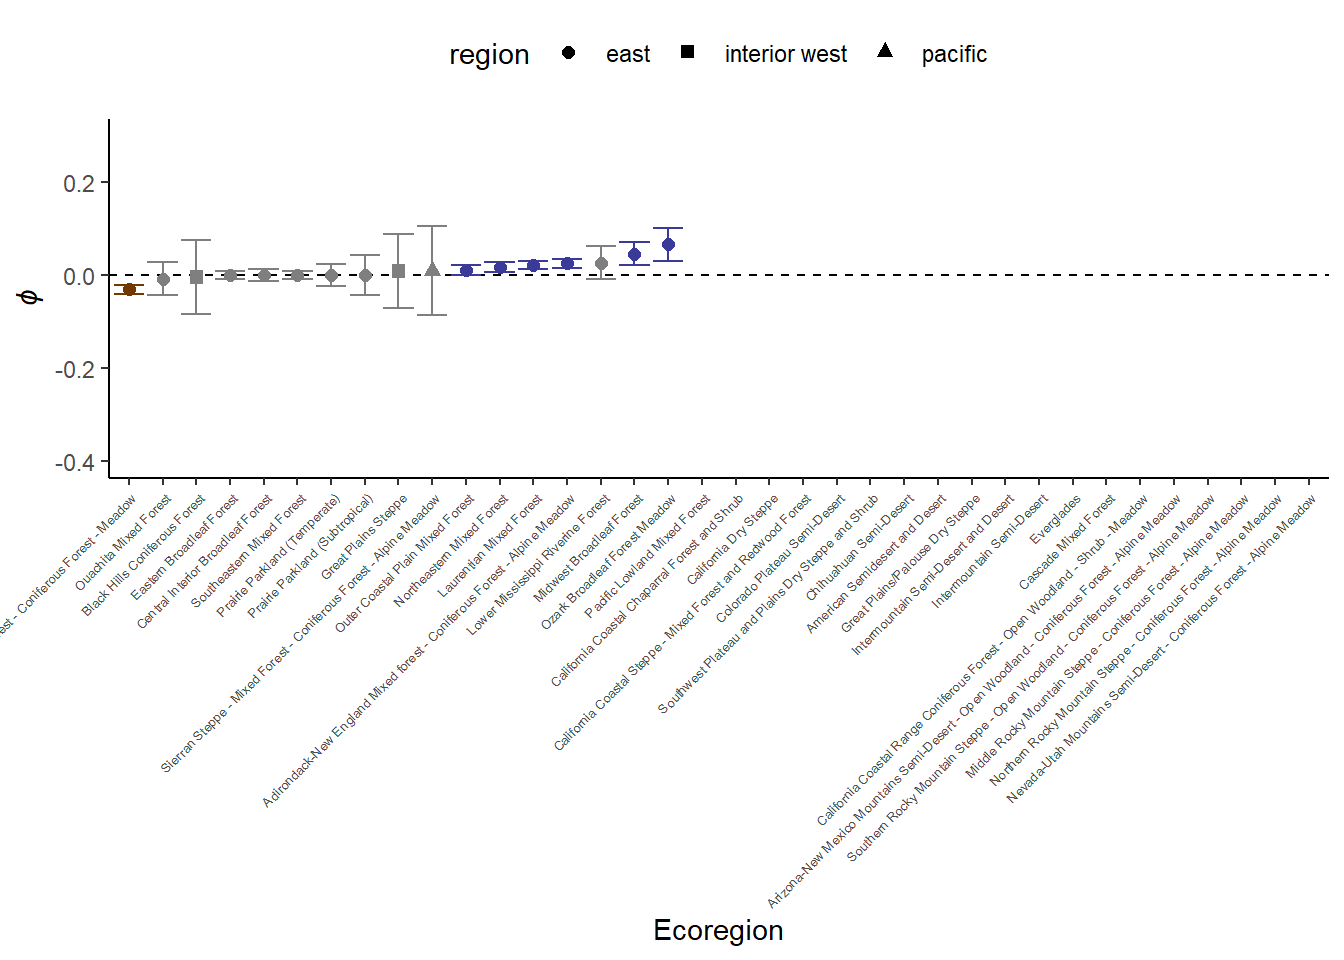 region east interior west pacific
0.2
0.0
-0.2
-0.4
ϕ
est - Coniferous Forest - Meadow
Ouachita Mixed Forest
Black Hills Coniferous Forest
Eastern Broadleaf Forest
Central Interior Broadleaf Forest
Southeastern Mixed Forest
Prairie Parkland (Temperate)
Prairie Parkland (Subtropical)
Great Plains Steppe
Sierran Steppe - Mixed Forest - Coniferous Forest - Alpine Meadow
Outer Coastal Plain Mixed Forest
Northeastern Mixed Forest
Laurentian Mixed Forest
Adirondack-New England Mixed forest - Coniferous Forest - Alpine Meadow
Lower Mississippi Riverine Forest
Midwest Broadleaf Forest
Ozark Broadleaf Forest Meadow
Pacific Lowland Mixed Forest
California Coastal Chaparral Forest and Shrub
California Dry Steppe
California Coastal Steppe - Mixed Forest and Redwood Forest
Colorado Plateau Semi-Desert
Southwest Plateau and Plains Dry Steppe and Shrub
Chihuahuan Semi-Desert
American Semidesert and Desert
Great Plains/Palouse Dry Steppe
Intermountain Semi-Desert and Desert
Intermountain Semi-Desert
Everglades
Cascade Mixed Forest
California Coastal Range Coniferous Forest - Open Woodland - Shrub - Meadow
Arizona-New Mexico Mountains Semi-Desert - Open Woodland - Coniferous Forest - Alpine Meadow
Southern Rocky Mountain Steppe - Open Woodland - Coniferous Forest - Alpine Meadow
Middle Rocky Mountain Steppe - Coniferous Forest - Alpine Meadow
Northern Rocky Mountain Steppe - Coniferous Forest - Alpine Meadow
Nevada-Utah Mountains Semi-Desert - Coniferous Forest - Alpine Meadow
Ecoregion